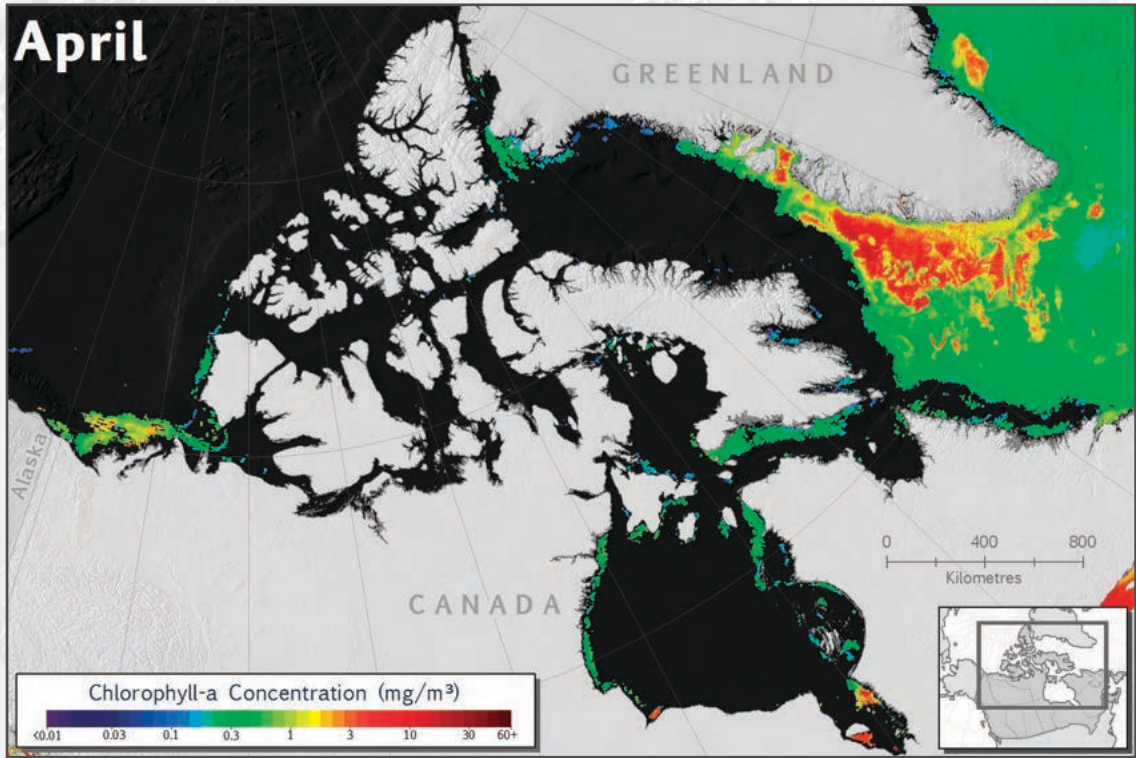 April
GREENLAND
Alaska
CANADA
0 400 800
Kilometres
Chlorophyll-a Concentration (mg/m³)
<0.01 0.03 0.1 0.3 1 3 10 30 60+